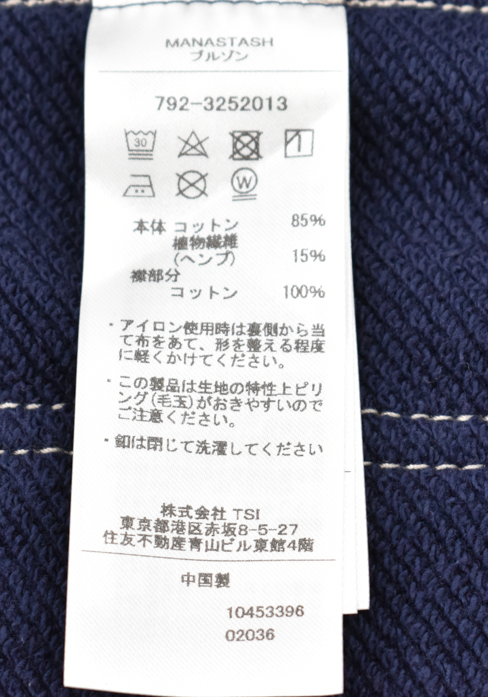 MANASTASH
ブルゾン
792-3252013
30
W
本体 コットン 85%
植物繊維
(ヘンプ) 15%
襟部分
コットン 100%
・アイロン使用時は裏側から当
て布をあて、形を整える程度
に軽くかけてください。
・この製品は生地の特性上ピリ
ング(毛玉)がおきやすいので
ご注意ください。
・釦は閉じて洗濯してください
株式会社 TSI
東京都港区赤坂8-5-27
住友不動産青山ビル東館4階
中国製
10453396
02036